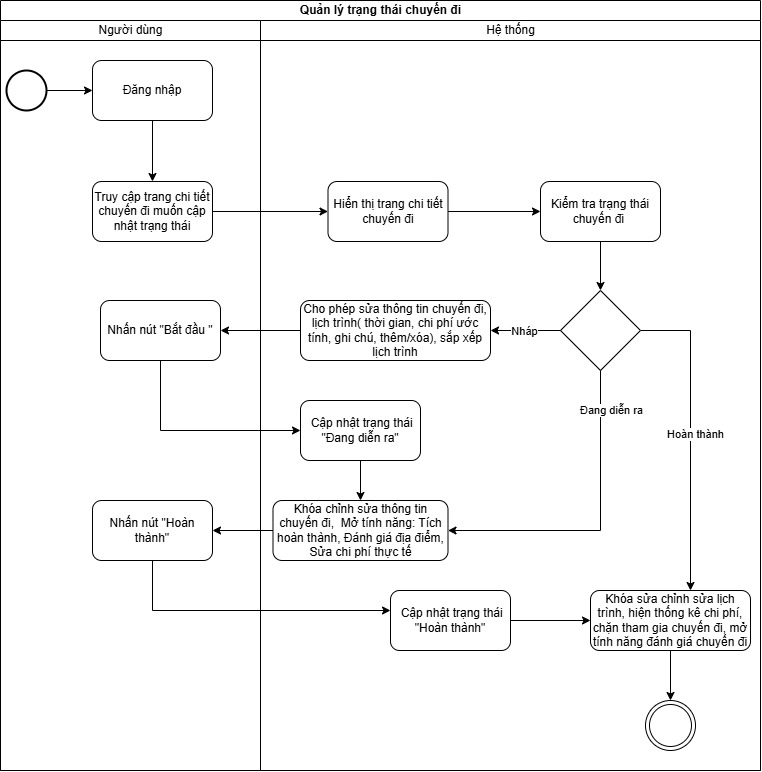 Quản lý trạng thái chuyến đi
Người dùng
Hệ thống
Đăng nhập
Truy cập trang chi tiết
chuyến đi muốn cập
nhật trạng thái
Hiển thị trang chi tiết
chuyến đi
Kiểm tra trạng thái
chuyến đi
Cho phép sửa thông tin chuyến đi,
lịch trình( thời gian, chi phí ước
tính, ghi chú, thêm/xóa), sắp xếp
lịch trình
Nháp
Nhấn nút "Bắt đầu "
Đang diễn ra
Hoàn thành
Cập nhật trạng thái
"Đang diễn ra"
Khóa chỉnh sửa thông tin
chuyến đi, Mở tính năng: Tích
hoàn thành, Đánh giá địa điểm,
Sửa chi phí thực tế
Nhấn nút "Hoàn
thành"
Cập nhật trạng thái
"Hoàn thành"
Khóa sửa chỉnh sửa lịch
trình, hiện thống kê chi phí,
chặn tham gia chuyến đi, mở
tính năng đánh giá chuyến đi